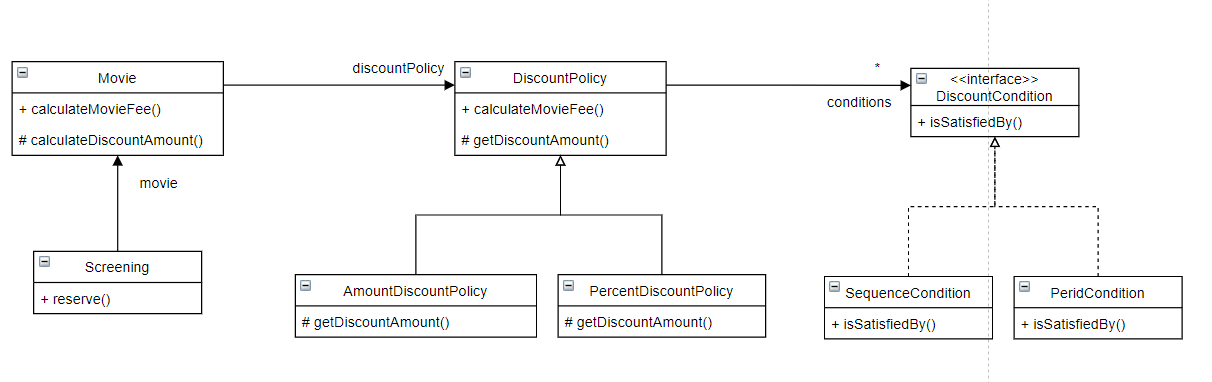 Movie
+ calculateMovieFee()
# calculateDiscountAmount()
discountPolicy
DiscountPolicy
+ calculateMovieFee()
# getDiscountAmount()
*
conditions
<<interface>>
DiscountCondition
+ isSatisfiedBy()
movie
Screening
+ reserve()
AmountDiscountPolicy
# getDiscountAmount()
PercentDiscountPolicy
# getDiscountAmount()
SequenceCondition
+ isSatisfiedBy()
PeridCondition
+ isSatisfiedBy()